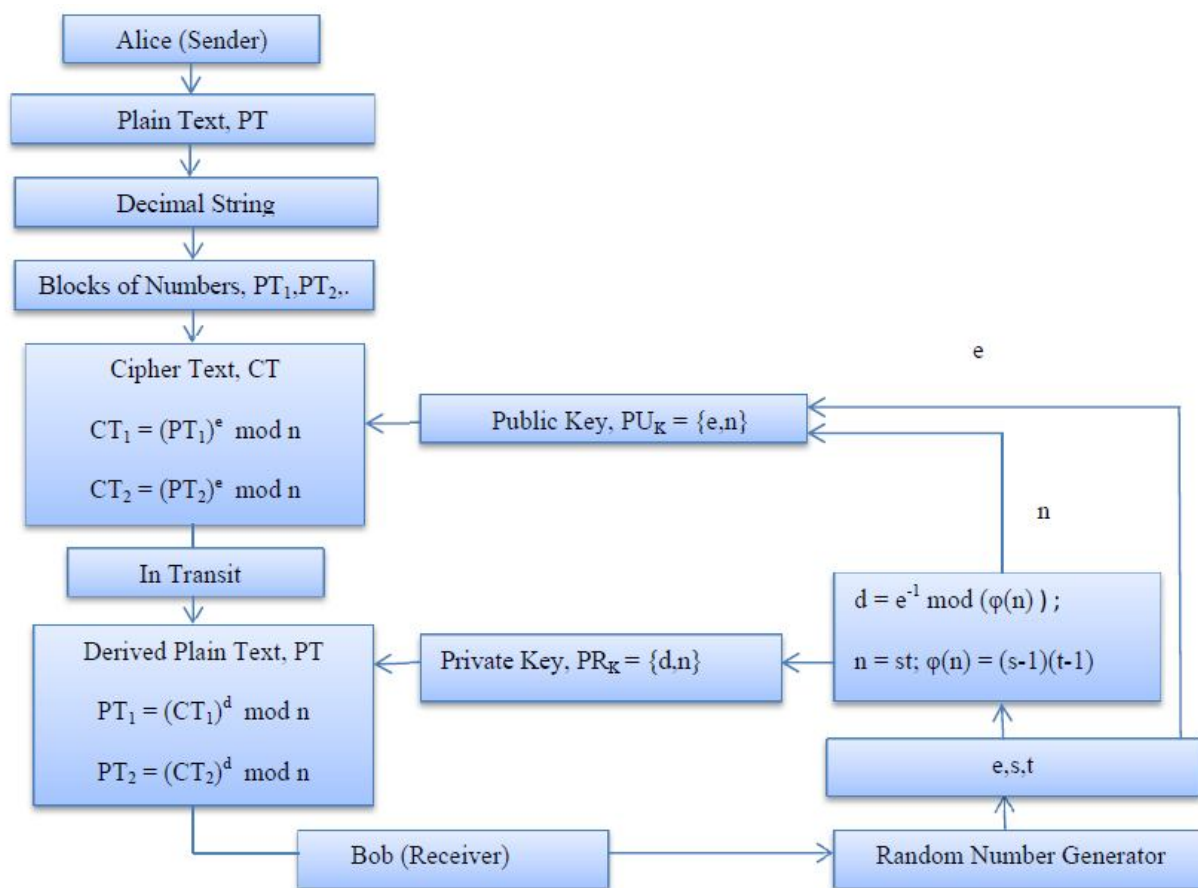 Alice (Sender)
Plain Text, PT
Decimal String
Blocks of Numbers, PT₁,PT₂,.
Cipher Text, CT
CT₁ = (PT₁)ᵉ mod n
CT₂ = (PT₂)ᵉ mod n
In Transit
Derived Plain Text, PT
PT₁ = (CT₁)ᵈ mod n
PT₂ = (CT₂)ᵈ mod n
Bob (Receiver)
Public Key, PU_K = {e,n}
Private Key, PR_K = {d,n}
e
n
d = e⁻¹ mod (φ(n) ) ;
n = st; φ(n) = (s-1)(t-1)
e,s,t
Random Number Generator